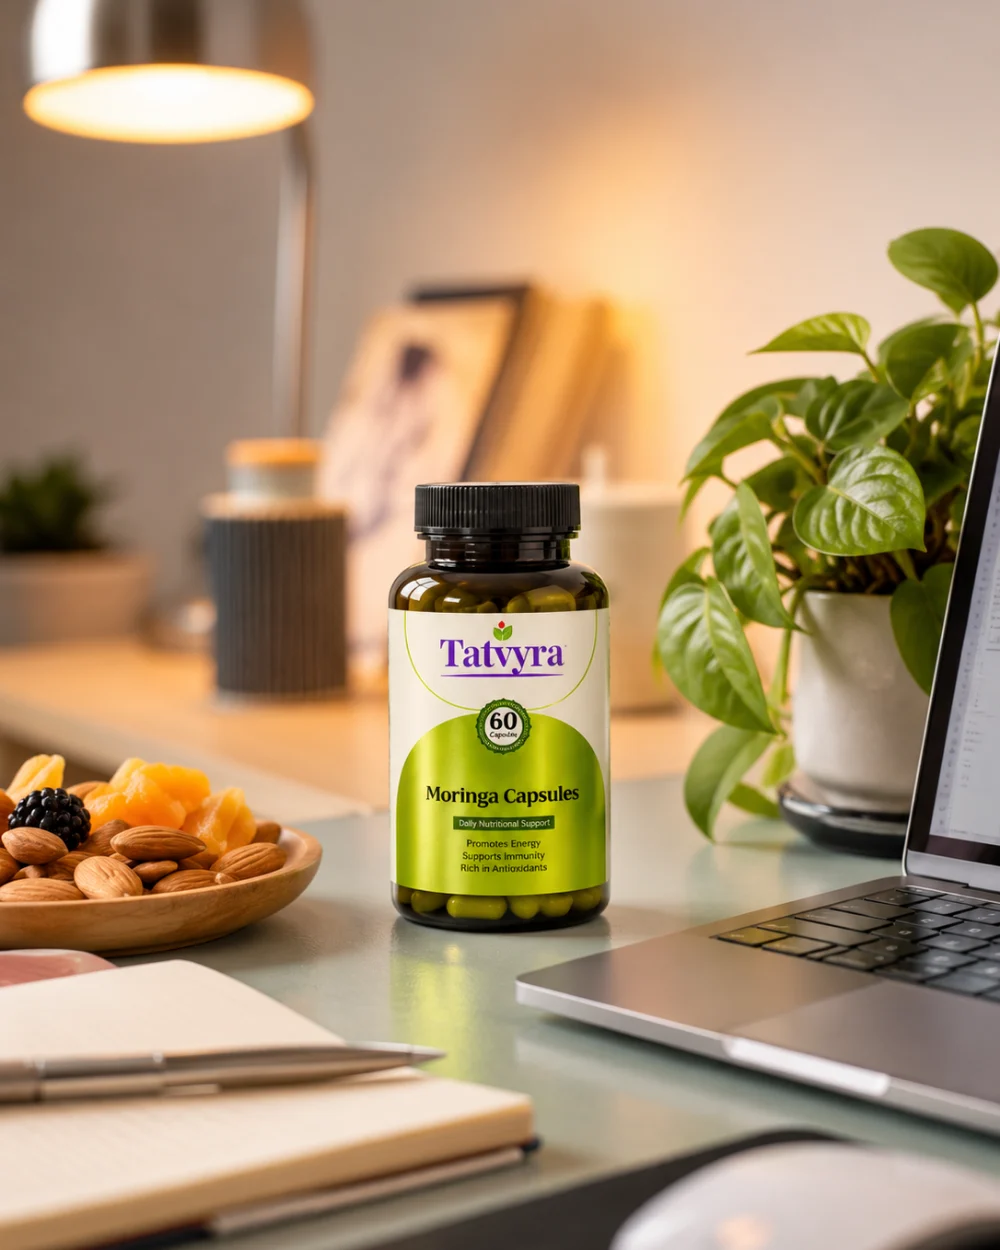 Tatvyra
60
Capsules
Moringa Capsules
Daily Nutritional Support
Promotes Energy
Supports Immunity
Rich in Antioxidants